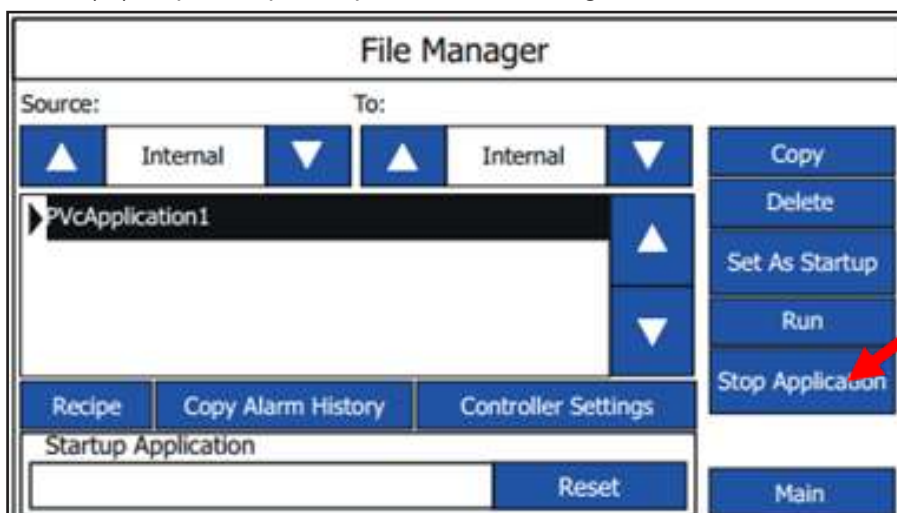 File Manager
Source: To:
Internal Internal
Copy
PVcApplication1
Delete
Set As Startup
Run
Stop Application
Recipe Copy Alarm History Controller Settings
Startup Application
Reset
Main